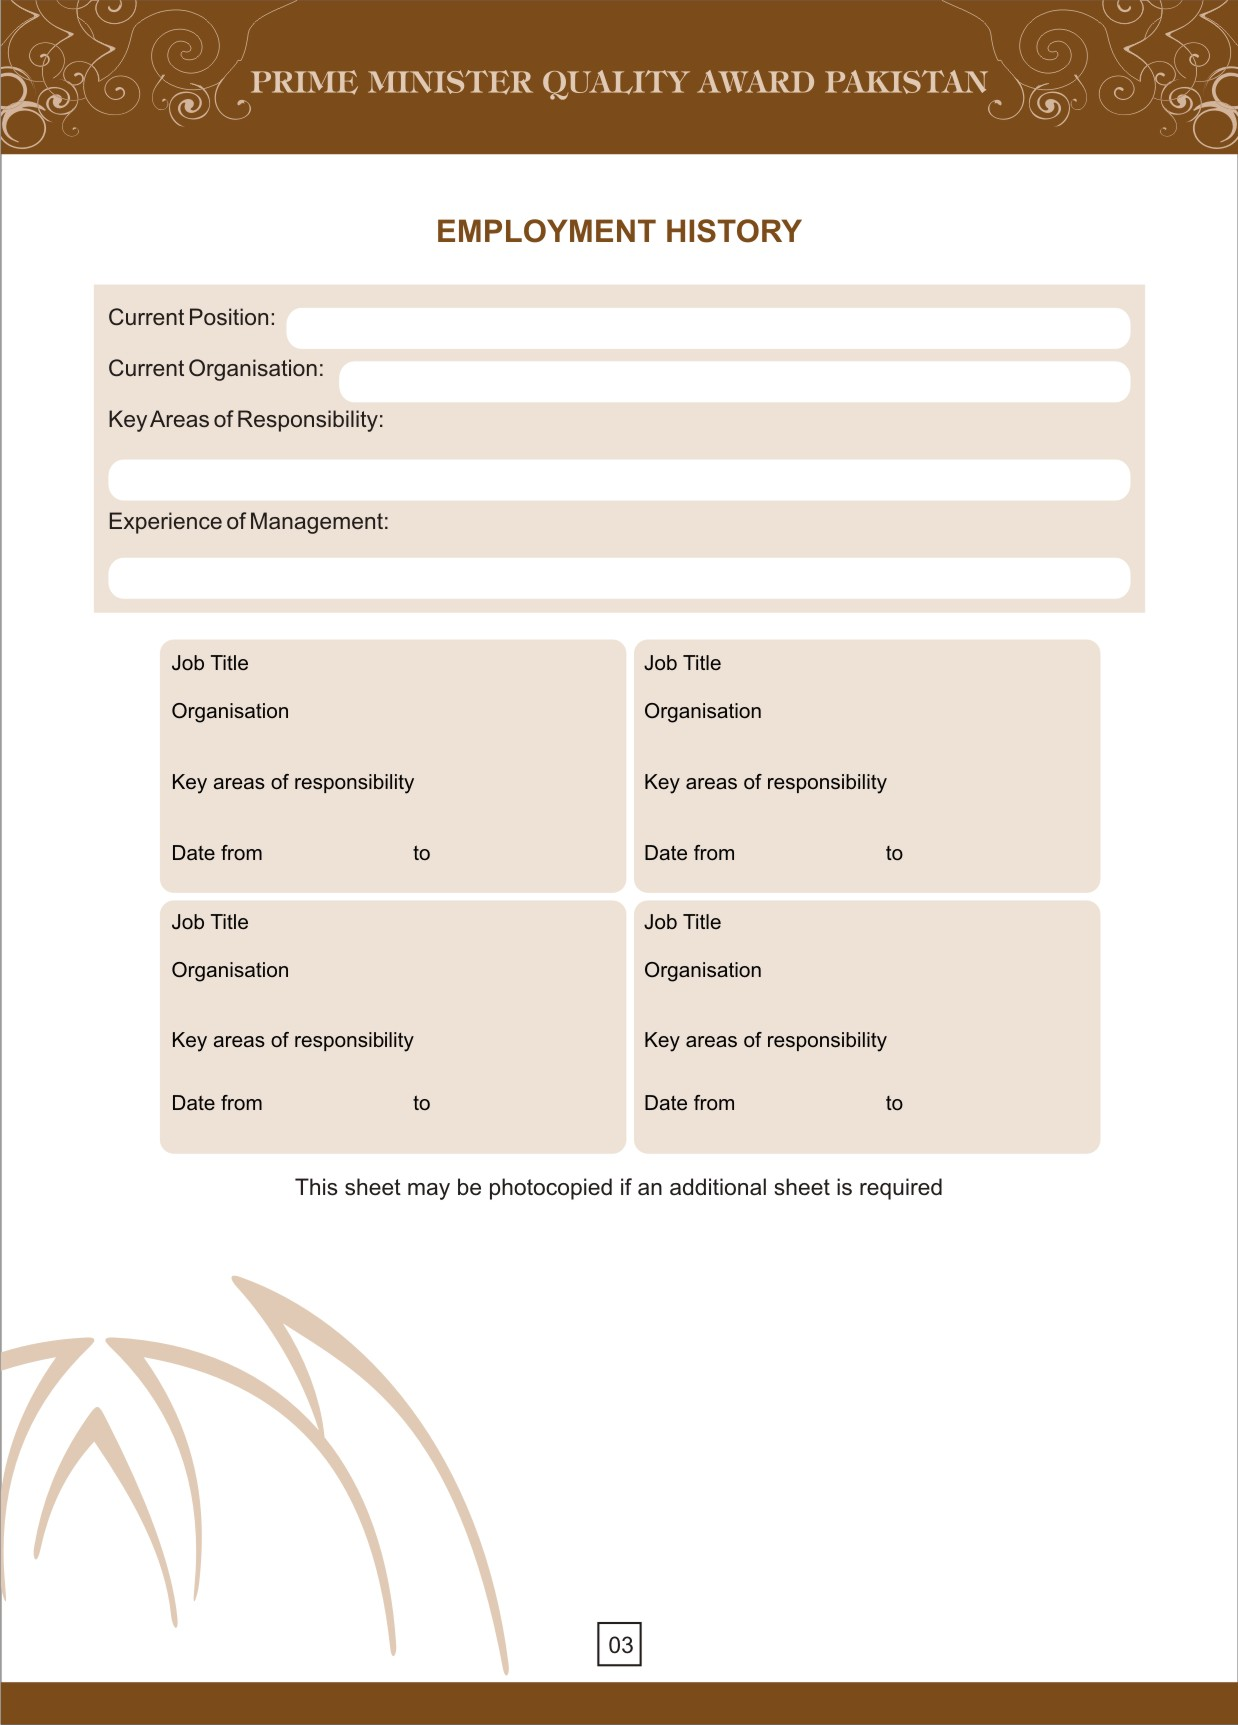 PRIME MINISTER QUALITY AWARD PAKISTAN
EMPLOYMENT HISTORY
Current Position:
Current Organisation:
Key Areas of Responsibility:
Experience of Management:
Job Title
Organisation
Key areas of responsibility
Date from to
Job Title
Organisation
Key areas of responsibility
Date from to
Job Title
Organisation
Key areas of responsibility
Date from to
Job Title
Organisation
Key areas of responsibility
Date from to
This sheet may be photocopied if an additional sheet is required
03